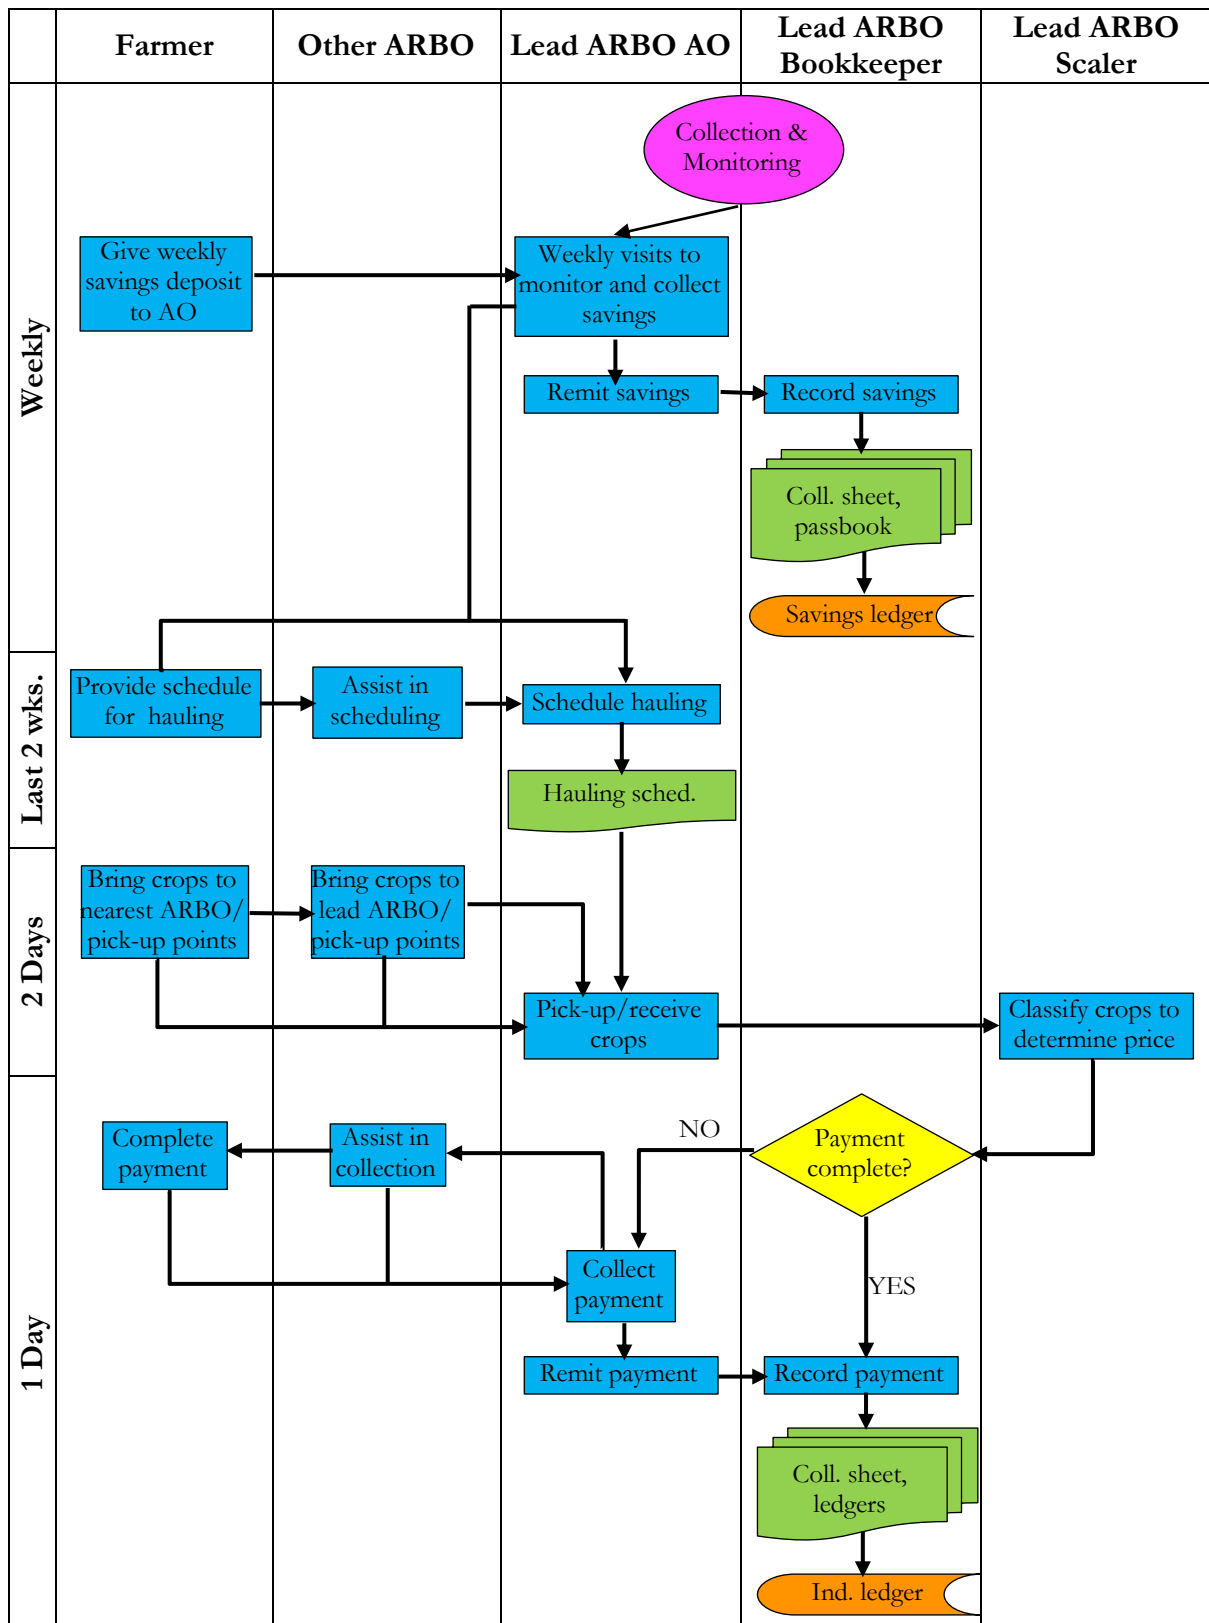 Farmer
Other ARBO
Lead ARBO AO
Lead ARBO
Bookkeeper
Lead ARBO
Scaler
Weekly
Collection &
Monitoring
Give weekly
savings deposit
to AO
Weekly visits to
monitor and collect
savings
Remit savings
Record savings
Coll. sheet,
passbook
Savings ledger
Last 2 wks.
Provide schedule
for hauling
Assist in
scheduling
Schedule hauling
Hauling sched.
2 Days
Bring crops to
nearest ARBO/
pick-up points
Bring crops to
lead ARBO/
pick-up points
Pick-up/receive
crops
Classify crops to
determine price
1 Day
Complete
payment
Assist in
collection
NO
Payment
complete?
Collect
payment
YES
Remit payment
Record payment
Coll. sheet,
ledgers
Ind. ledger